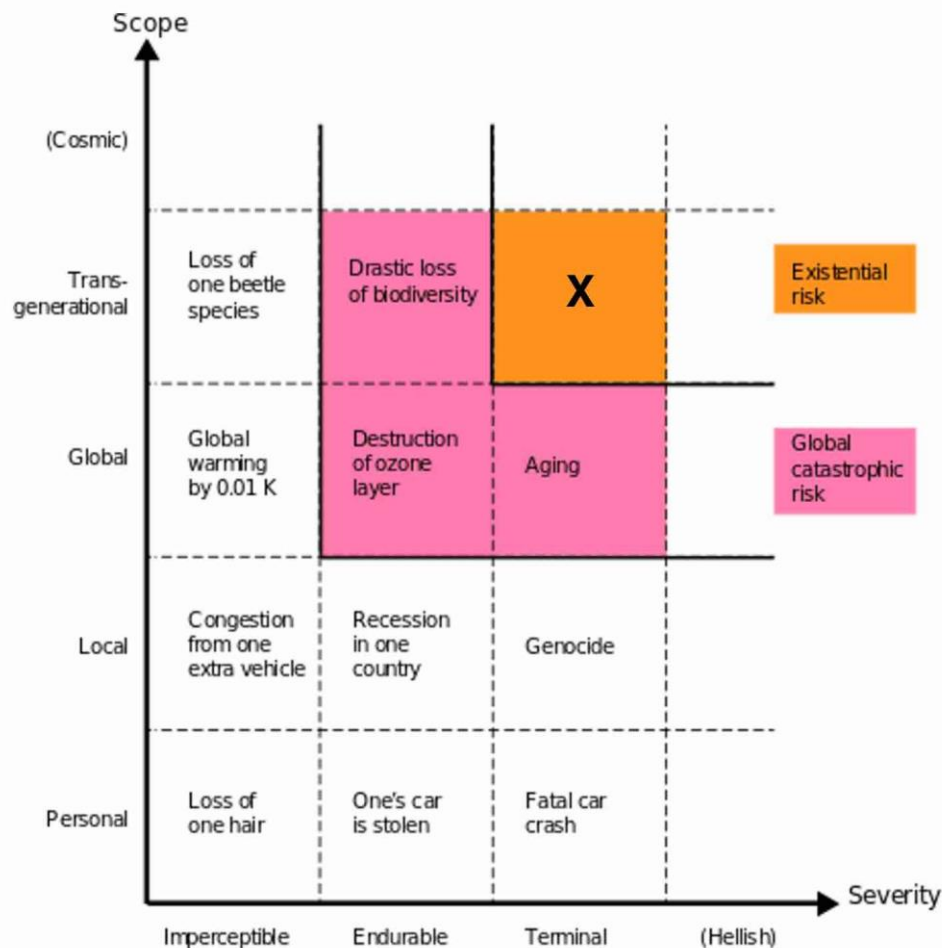 Scope
(Cosmic)
Trans-
generational
Loss of
one beetle
species
Drastic loss
of biodiversity
X
Existential
risk
Global
Global
warming
by 0.01 K
Destruction
of ozone
layer
Aging
Global
catastrophic
risk
Local
Congestion
from one
extra vehicle
Recession
in one
country
Genocide
Personal
Loss of
one hair
One's car
is stolen
Fatal car
crash
Severity
Imperceptible
Endurable
Terminal
(Hellish)